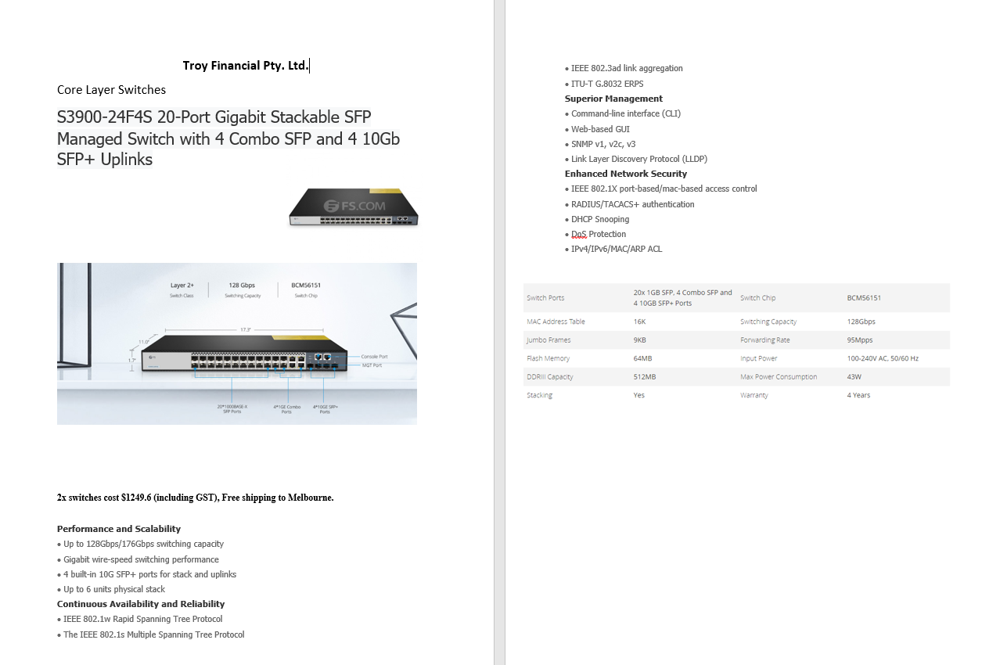 Troy Financial Pty. Ltd.
Core Layer Switches
S3900-24F4S 20-Port Gigabit Stackable SFP
Managed Switch with 4 Combo SFP and 4 10Gb
SFP+ Uplinks
FS.COM
Layer 2+
Switch Class
128 Gbps
Switching Capacity
BCM56151
Switch Chip
17.3"
11.0"
1.7"
FS
Console Port
MGT Port
20*1000BASE-X
SFP Ports
4*1GE Combo
Ports
4*10GE SFP+
Ports
2x switches cost $1249.6 (including GST), Free shipping to Melbourne.
Performance and Scalability
• Up to 128Gbps/176Gbps switching capacity
• Gigabit wire-speed switching performance
• 4 built-in 10G SFP+ ports for stack and uplinks
• Up to 6 units physical stack
Continuous Availability and Reliability
• IEEE 802.1w Rapid Spanning Tree Protocol
• The IEEE 802.1s Multiple Spanning Tree Protocol
• IEEE 802.3ad link aggregation
• ITU-T G.8032 ERPS
Superior Management
• Command-line interface (CLI)
• Web-based GUI
• SNMP v1, v2c, v3
• Link Layer Discovery Protocol (LLDP)
Enhanced Network Security
• IEEE 802.1X port-based/mac-based access control
• RADIUS/TACACS+ authentication
• DHCP Snooping
• DoS Protection
• IPv4/IPv6/MAC/ARP ACL
Switch Ports 20x 1GB SFP, 4 Combo SFP and 4 10GB SFP+ Ports Switch Chip BCM56151
MAC Address Table 16K Switching Capacity 128Gbps
Jumbo Frames 9KB Forwarding Rate 95Mpps
Flash Memory 64MB Input Power 100-240V AC, 50/60 Hz
DDRIII Capacity 512MB Max Power Consumption 43W
Stacking Yes Warranty 4 Years